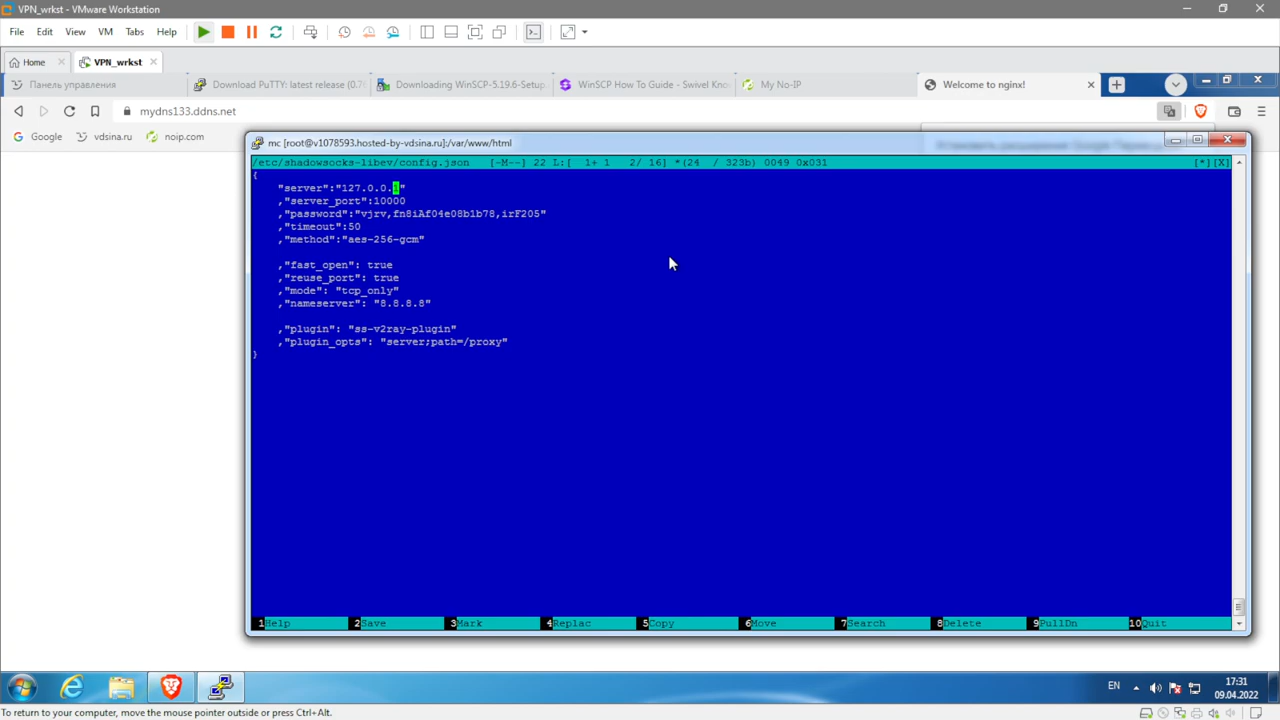 VPN_wrkst - VMware Workstation
File Edit View VM Tabs Help
Home VPN_wrkst
Панель управления Download PuTTY: latest release (0.7 Downloading WinSCP-5.19.6-Setup. WinSCP How To Guide - Swivel Kno My No-IP Welcome to nginx!
mydns133.ddns.net
Google vdsina.ru noip.com
mc [root@v1078593.hosted-by-vdsina.ru]:/var/www/html
/etc/shadowsocks-libev/config.json [-M--] 22 L:[ 1+ 1 2/ 16] *(24 / 323b) 0049 0x031 [*][X]
{
"server":"127.0.0.1"
,"server_port":10000
,"password":"vjrv,fn8iAf04e08b1b78,irF205"
,"timeout":50
,"method":"aes-256-gcm"
,"fast_open": true
,"reuse_port": true
,"mode": "tcp_only"
,"nameserver": "8.8.8.8"
,"plugin": "ss-v2ray-plugin"
,"plugin_opts": "server;path=/proxy"
}
1Help 2Save 3Mark 4Replac 5Copy 6Move 7Search 8Delete 9PullDn 10Quit
EN 17:31
09.04.2022
To return to your computer, move the mouse pointer outside or press Ctrl+Alt.